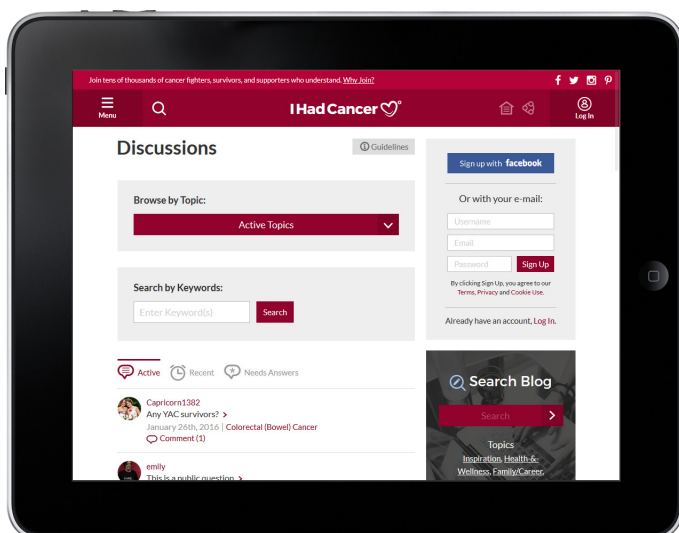 Join tens of thousands of cancer fighters, survivors, and supporters who understand. Why Join?
Menu
I Had Cancer
Log In
Discussions
Guidelines
Browse by Topic:
Active Topics
Search by Keywords:
Enter Keyword(s)
Search
Active
Recent
Needs Answers
Capricorn1382
Any YAC survivors? >
January 26th, 2016 | Colorectal (Bowel) Cancer
Comment (1)
emily
This is a public question >
Sign up with facebook
Or with your e-mail:
Username
Email
Password
Sign Up
By clicking Sign Up, you agree to our
Terms, Privacy and Cookie Use.
Already have an account, Log In.
Search Blog
Search
Topics
Inspiration, Health-&-
Wellness, Family/Career,